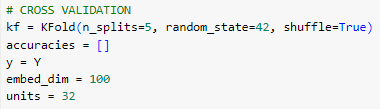 # CROSS VALIDATION
kf = KFold(n_splits=5, random_state=42, shuffle=True)
accuracies = []
y = Y
embed_dim = 100
units = 32